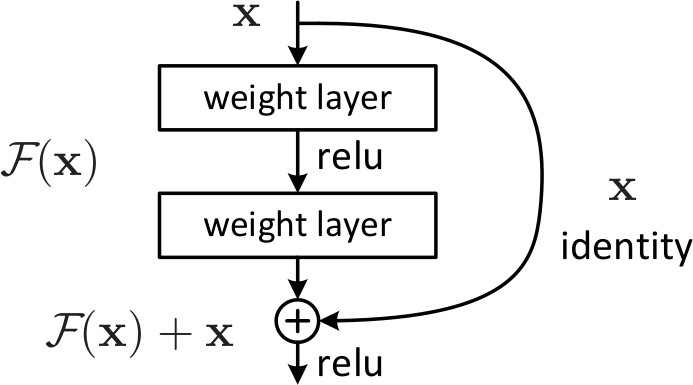 x
weight layer
relu
F(x)
x
weight layer
identity
F(x) + x
relu